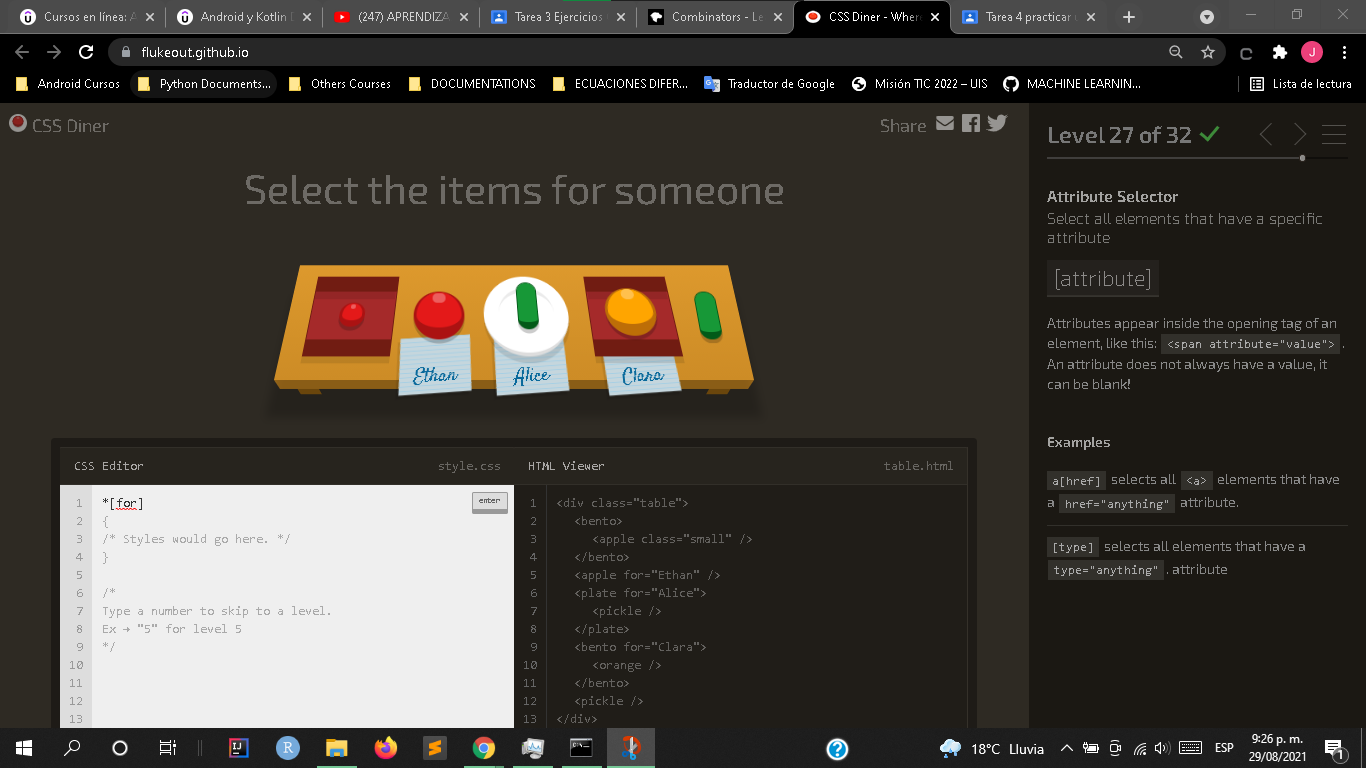 Cursos en línea: A
Android y Kotlin
(247) APRENDIZA
Tarea 3 Ejercicios
Combinators - Le
CSS Diner - Where
Tarea 4 practicar
flukeout.github.io
J
Android Cursos
Python Documents...
Others Courses
DOCUMENTATIONS
ECUACIONES DIFER...
Traductor de Google
Misión TIC 2022 – UIS
MACHINE LEARNIN...
Lista de lectura
CSS Diner
Share
Level 27 of 32
Select the items for someone
Ethan
Alice
Clara
Attribute Selector
Select all elements that have a specific
attribute
[attribute]
Attributes appear inside the opening tag of an
element, like this: <span attribute="value"> .
An attribute does not always have a value, it
can be blank!
Examples
a[href] selects all <a> elements that have
a href="anything" attribute.
[type] selects all elements that have a
type="anything" . attribute
CSS Editor
style.css
1 *[for]
enter
2 {
3 /* Styles would go here. */
4 }
5
6 /*
7 Type a number to skip to a level.
8 Ex → "5" for level 5
9 */
10
11
12
13
HTML Viewer
table.html
1 <div class="table">
2 <bento>
3 <apple class="small" />
4 </bento>
5 <apple for="Ethan" />
6 <plate for="Alice">
7 <pickle />
8 </plate>
9 <bento for="Clara">
10 <orange />
11 </bento>
12 <pickle />
13 </div>
18°C Lluvia
ESP
9:26 p. m.
29/08/2021
1